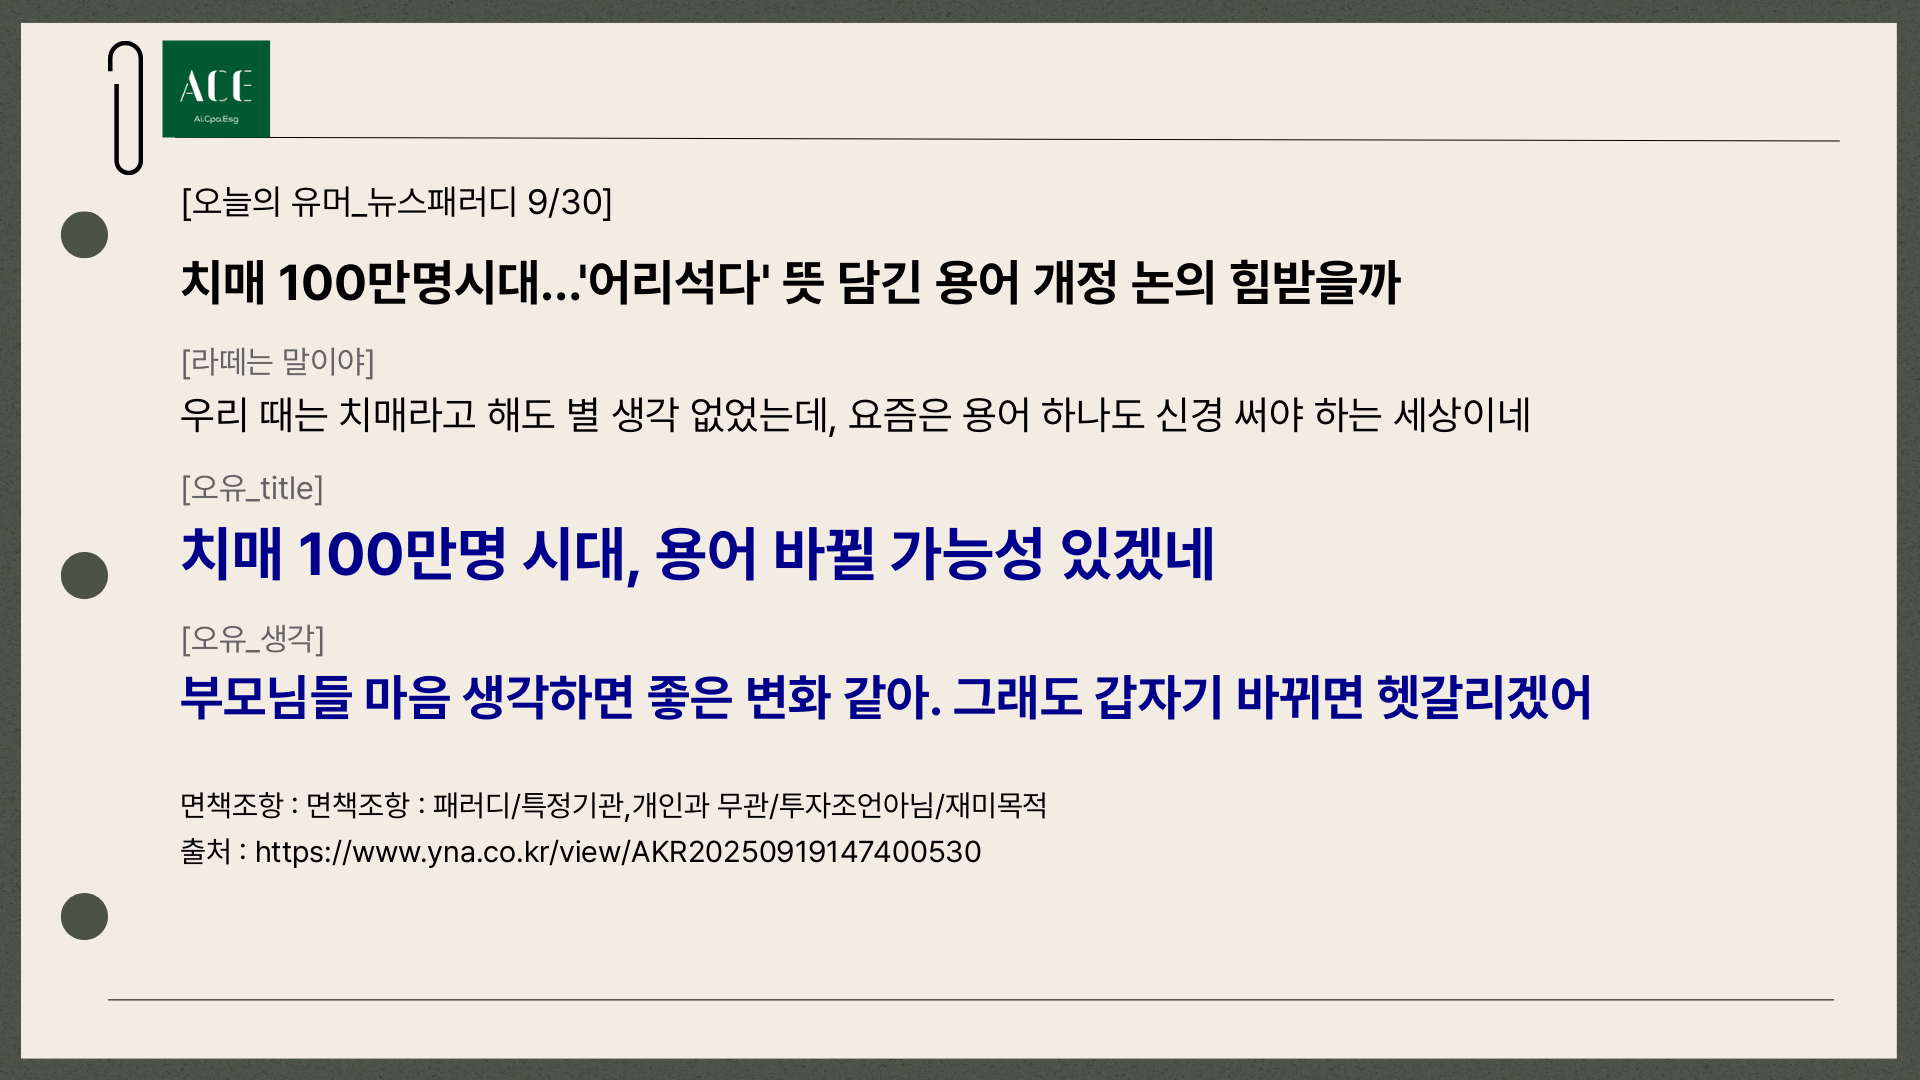 ACE
Ai.Cpa.Esg
[오늘의 유머_뉴스패러디 9/30]
치매 100만명시대...'어리석다' 뜻 담긴 용어 개정 논의 힘받을까
[라떼는 말이야]
우리 때는 치매라고 해도 별 생각 없었는데, 요즘은 용어 하나도 신경 써야 하는 세상이네
[오유_title]
치매 100만명 시대, 용어 바뀔 가능성 있겠네
[오유_생각]
부모님들 마음 생각하면 좋은 변화 같아. 그래도 갑자기 바뀌면 헷갈리겠어
면책조항 : 면책조항 : 패러디/특정기관,개인과 무관/투자조언아님/재미목적
출처 : https://www.yna.co.kr/view/AKR20250919147400530